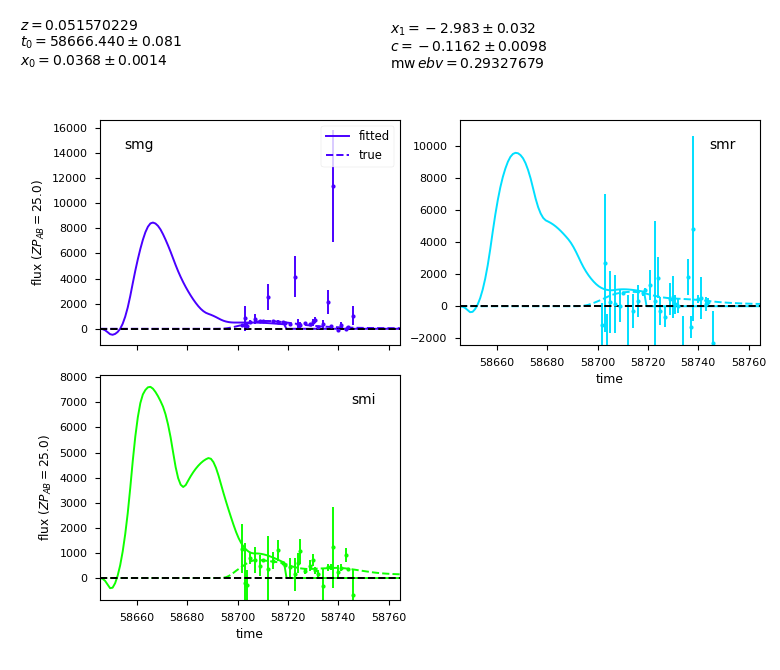 z = 0.051570229
t₀ = 58666.440 ± 0.081
x₀ = 0.0368 ± 0.0014
x₁ = −2.983 ± 0.032
c = −0.1162 ± 0.0098
mw ebv = 0.29327679
16000
14000
12000
10000
8000
6000
4000
2000
0
flux (ZP_AB = 25.0)
smg
fitted
true
10000
8000
6000
4000
2000
0
−2000
smr
58660 58680 58700 58720 58740 58760
time
8000
7000
6000
5000
4000
3000
2000
1000
0
flux (ZP_AB = 25.0)
smi
58660 58680 58700 58720 58740 58760
time